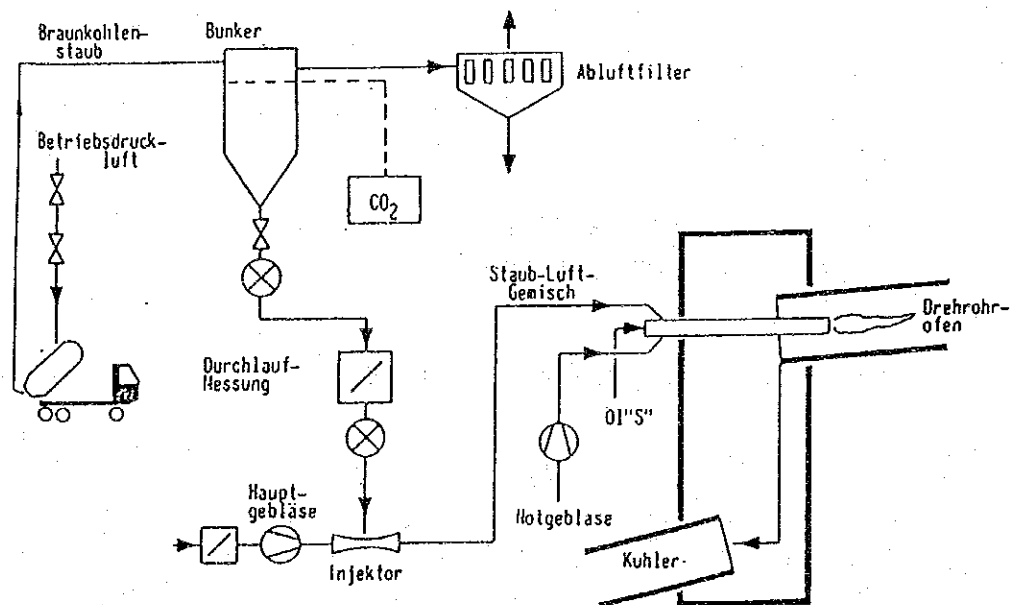 Braunkohlen-
staub
Bunker
Abluftfilter
Betriebsdruck-
luft
CO2
Staub-Luft-
Gemisch
Drehrohr-
ofen
Durchlauf-
Messung
Öl"S"
Haupt-
gebläse
Notgebläse
Injektor
Kuhler